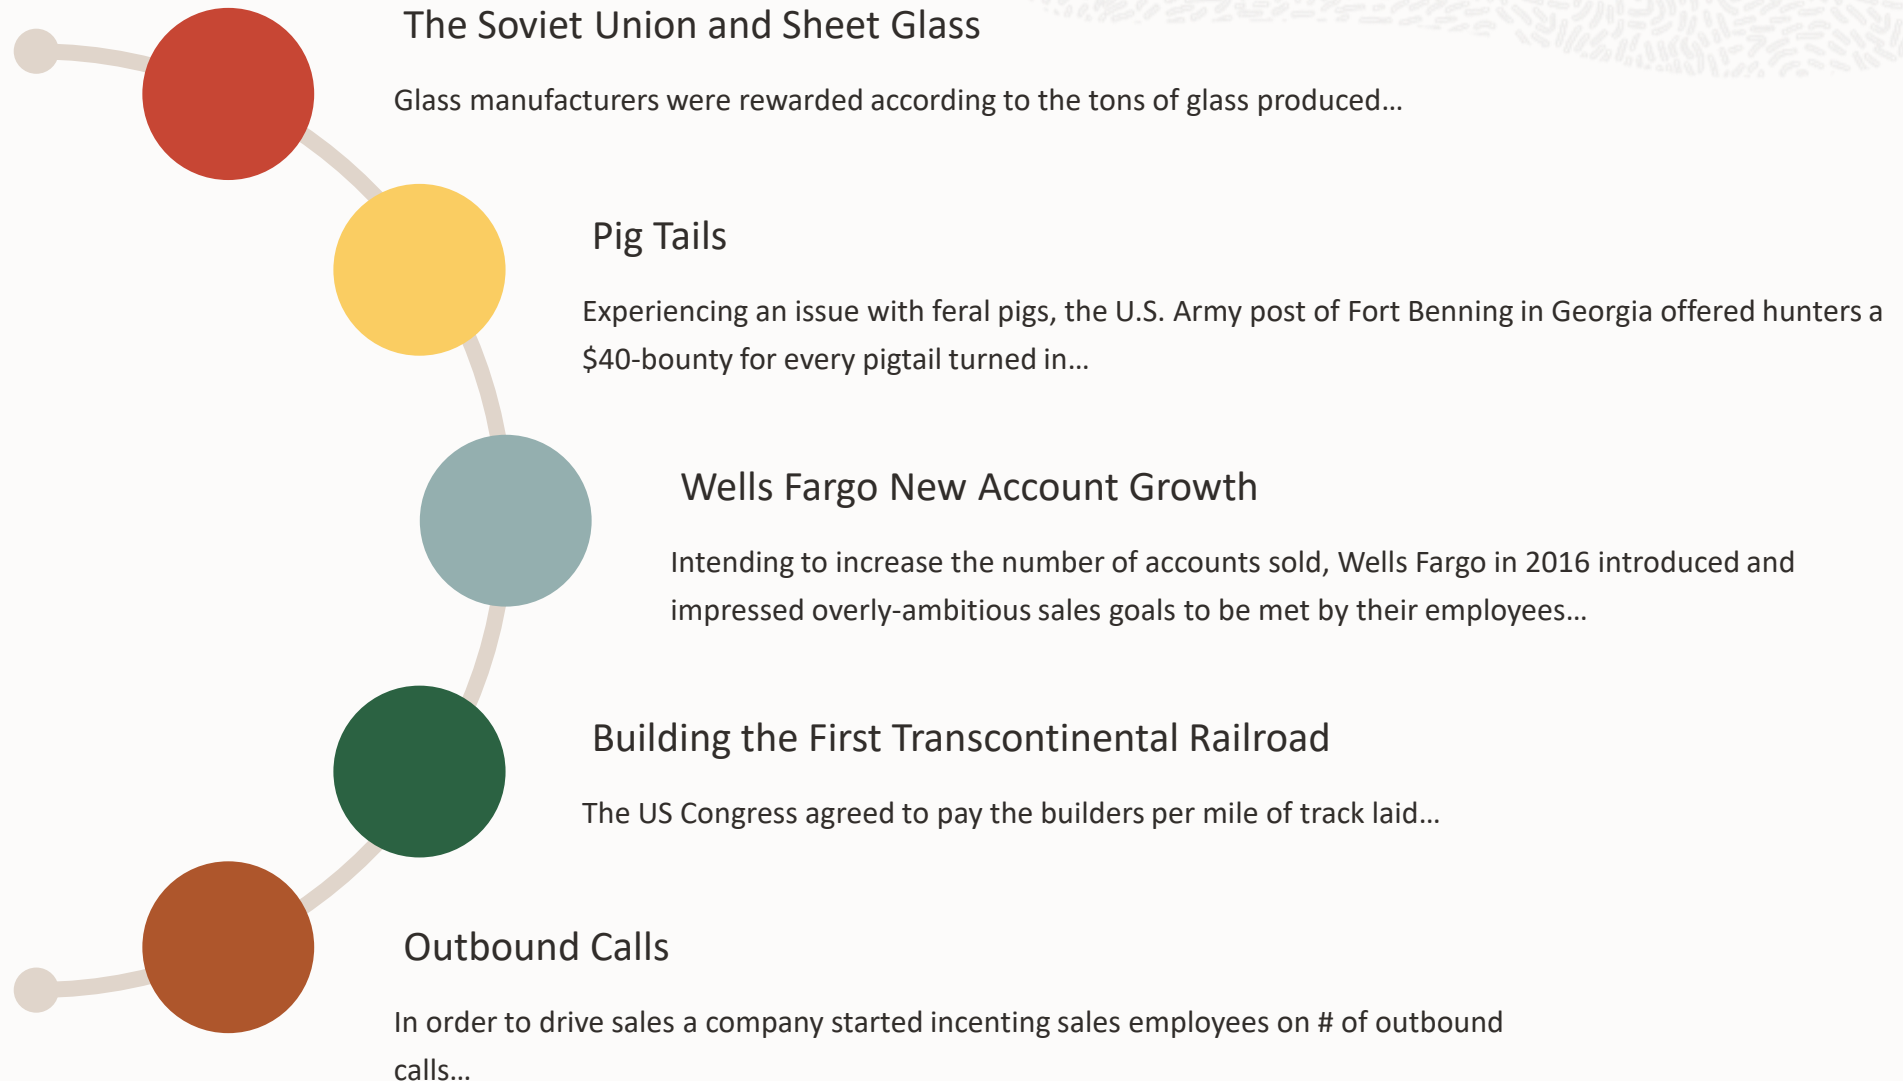 The Soviet Union and Sheet Glass
Glass manufacturers were rewarded according to the tons of glass produced…
Pig Tails
Experiencing an issue with feral pigs, the U.S. Army post of Fort Benning in Georgia offered hunters a
$40-bounty for every pigtail turned in…
Wells Fargo New Account Growth
Intending to increase the number of accounts sold, Wells Fargo in 2016 introduced and
impressed overly-ambitious sales goals to be met by their employees…
Building the First Transcontinental Railroad
The US Congress agreed to pay the builders per mile of track laid…
Outbound Calls
In order to drive sales a company started incenting sales employees on # of outbound
calls…